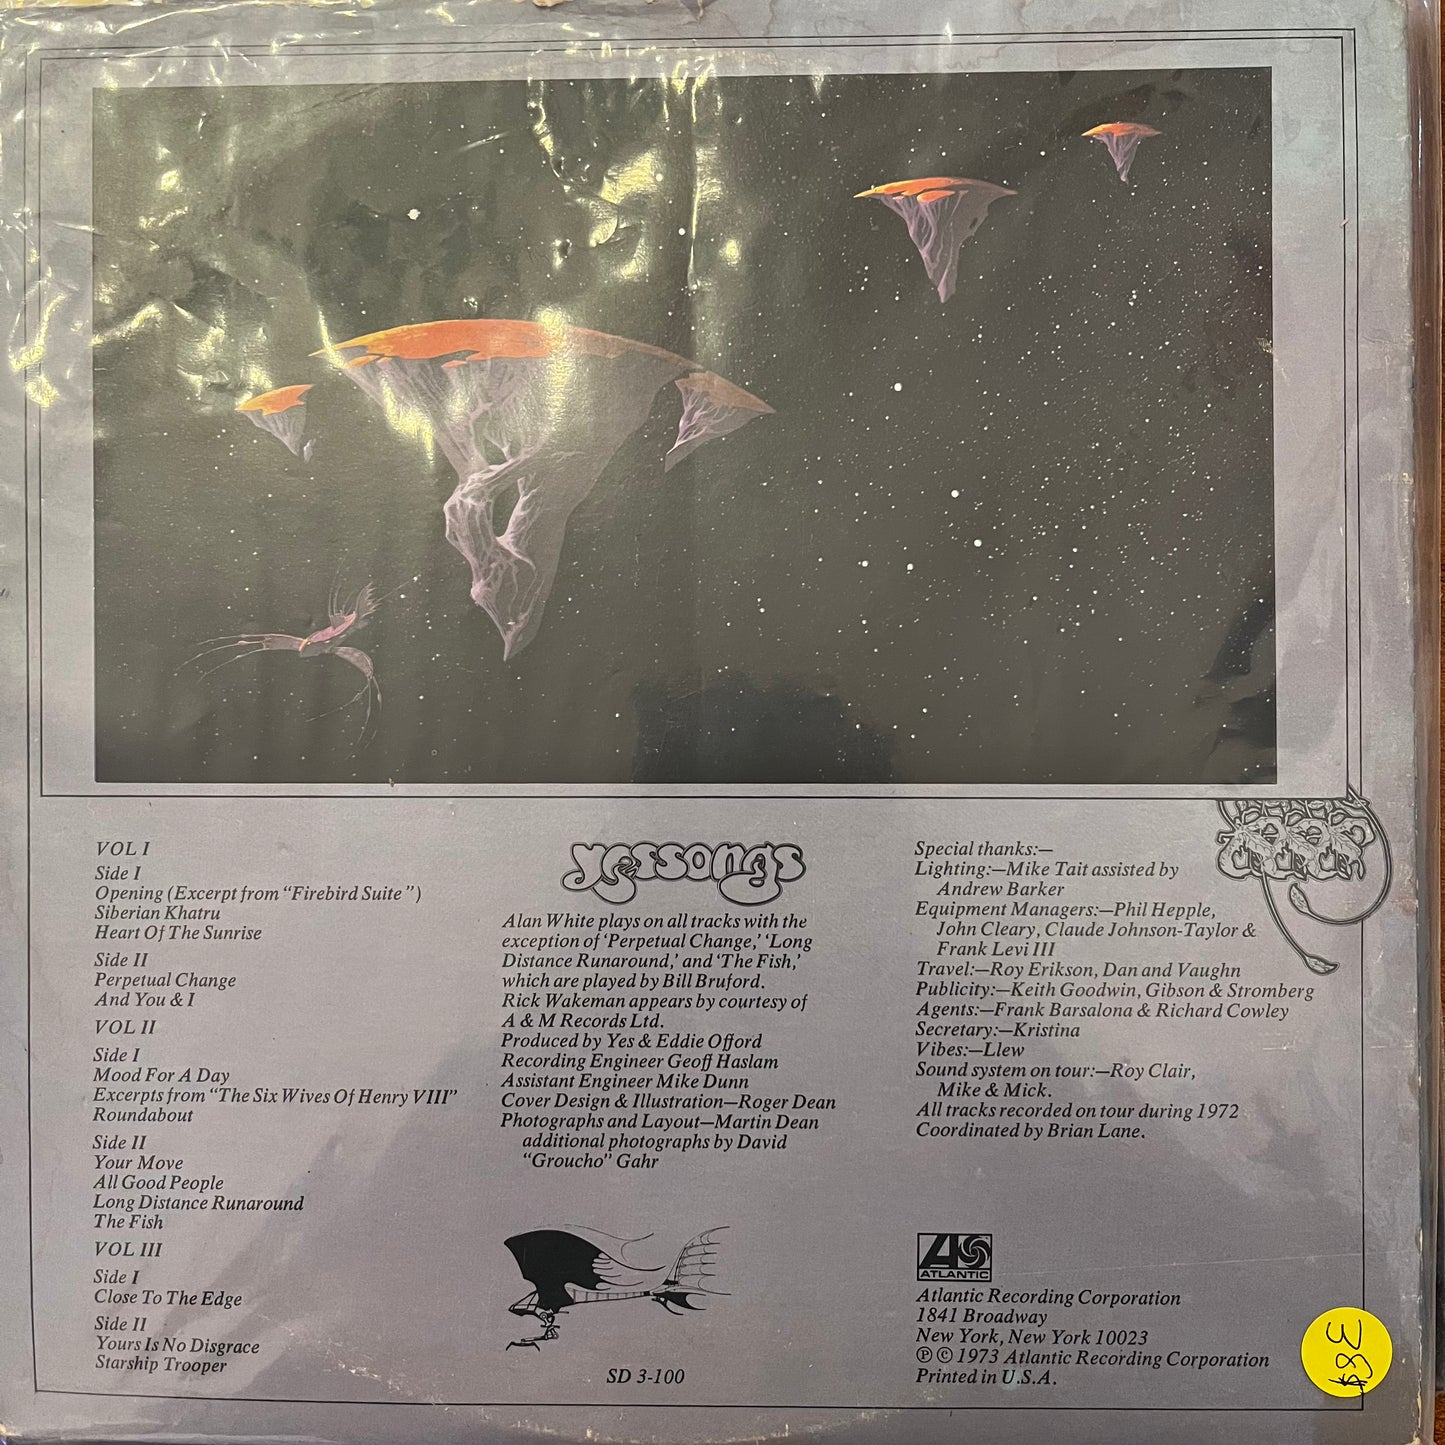 VOL I
Side I
Opening (Excerpt from “Firebird Suite”)
Siberian Khatru
Heart Of The Sunrise
Side II
Perpetual Change
And You & I
VOL II
Side I
Mood For A Day
Excerpts from “The Six Wives Of Henry VIII”
Roundabout
Side II
Your Move
All Good People
Long Distance Runaround
The Fish
VOL III
Side I
Close To The Edge
Side II
Yours Is No Disgrace
Starship Trooper
yessongs
Alan White plays on all tracks with the
exception of ‘Perpetual Change,’ ‘Long
Distance Runaround,’ and ‘The Fish,’
which are played by Bill Bruford.
Rick Wakeman appears by courtesy of
A & M Records Ltd.
Produced by Yes & Eddie Offord
Recording Engineer Geoff Haslam
Assistant Engineer Mike Dunn
Cover Design & Illustration—Roger Dean
Photographs and Layout—Martin Dean
additional photographs by David
“Groucho” Gahr
SD 3-100
Special thanks:—
Lighting:—Mike Tait assisted by
Andrew Barker
Equipment Managers:—Phil Hepple,
John Cleary, Claude Johnson-Taylor &
Frank Levi III
Travel:—Roy Erikson, Dan and Vaughn
Publicity:—Keith Goodwin, Gibson & Stromberg
Agents:—Frank Barsalona & Richard Cowley
Secretary:—Kristina
Vibes:—Llew
Sound system on tour:—Roy Clair,
Mike & Mick.
All tracks recorded on tour during 1972
Coordinated by Brian Lane.
ATLANTIC
Atlantic Recording Corporation
1841 Broadway
New York, New York 10023
℗ © 1973 Atlantic Recording Corporation
Printed in U.S.A.